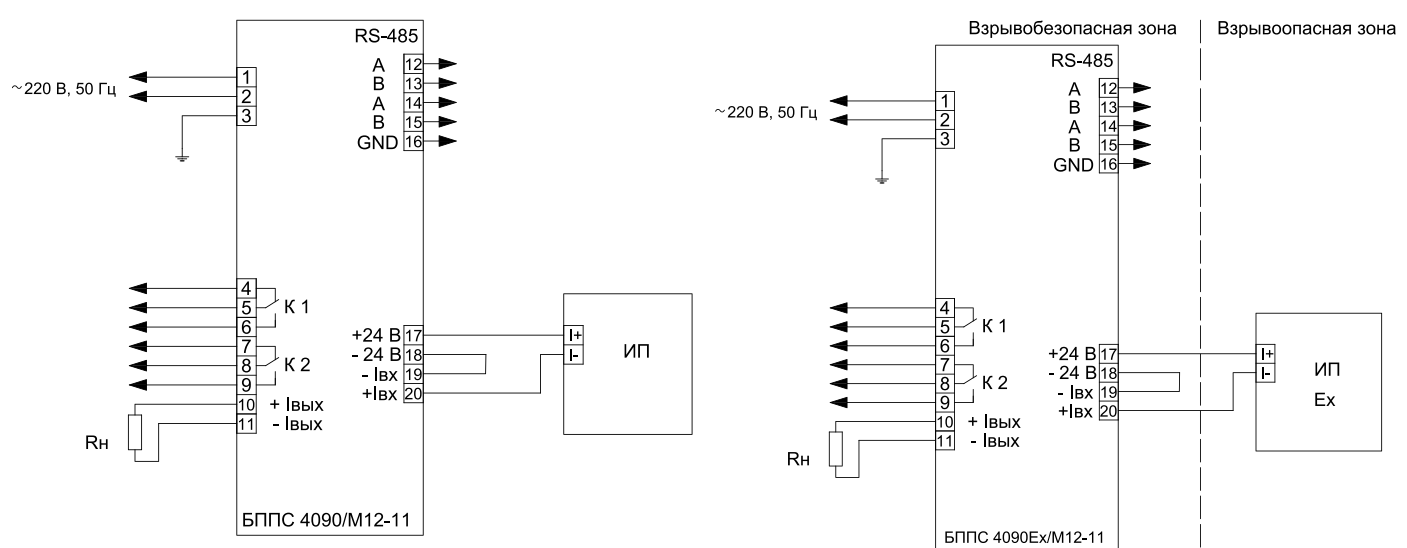 RS-485
~220 В, 50 Гц
1
2
3
A 12
B 13
A 14
B 15
GND 16
4
5
6
К 1
7
8
9
К 2
10 + Iвых
11 - Iвых
Rн
+24 В 17
- 24 В 18
- Iвх 19
+Iвх 20
I+
I-
ИП
БППС 4090/М12-11
Взрывобезопасная зона
Взрывоопасная зона
RS-485
~220 В, 50 Гц
1
2
3
A 12
B 13
A 14
B 15
GND 16
4
5
6
К 1
7
8
9
К 2
10 + Iвых
11 - Iвых
Rн
+24 В 17
- 24 В 18
- Iвх 19
+Iвх 20
I+
I-
ИП
Ex
БППС 4090Ex/М12-11